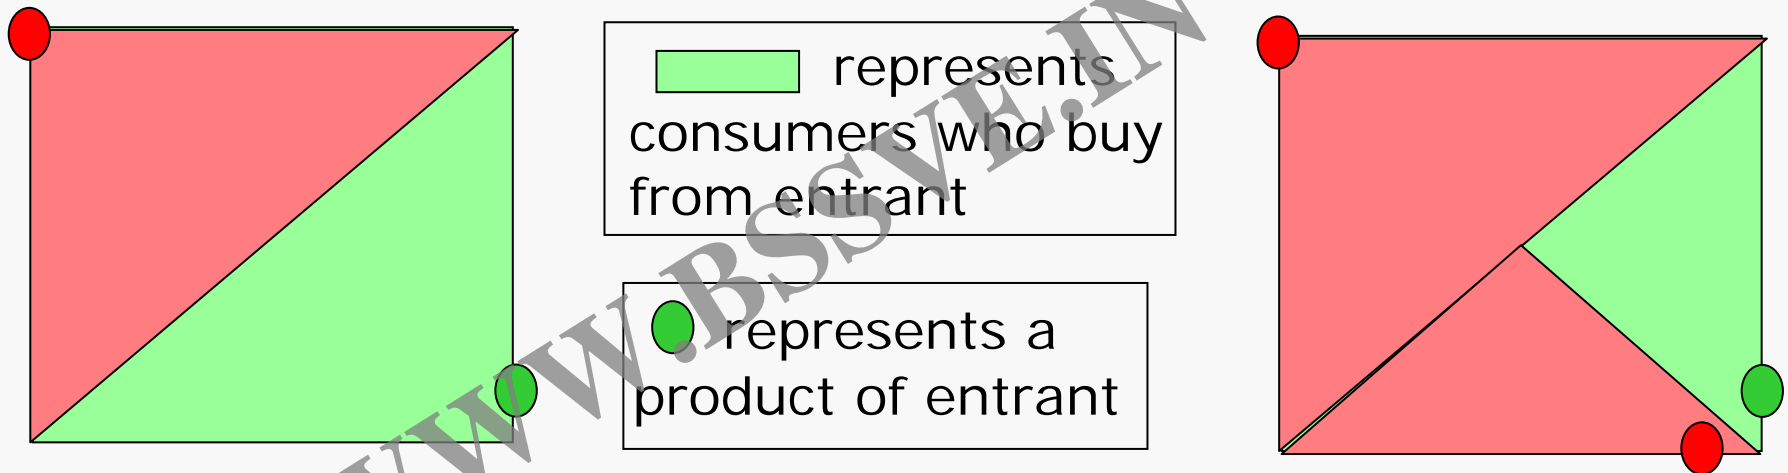 represents
consumers who buy
from entrant
represents a
product of entrant
WWW.BSSVE.IN